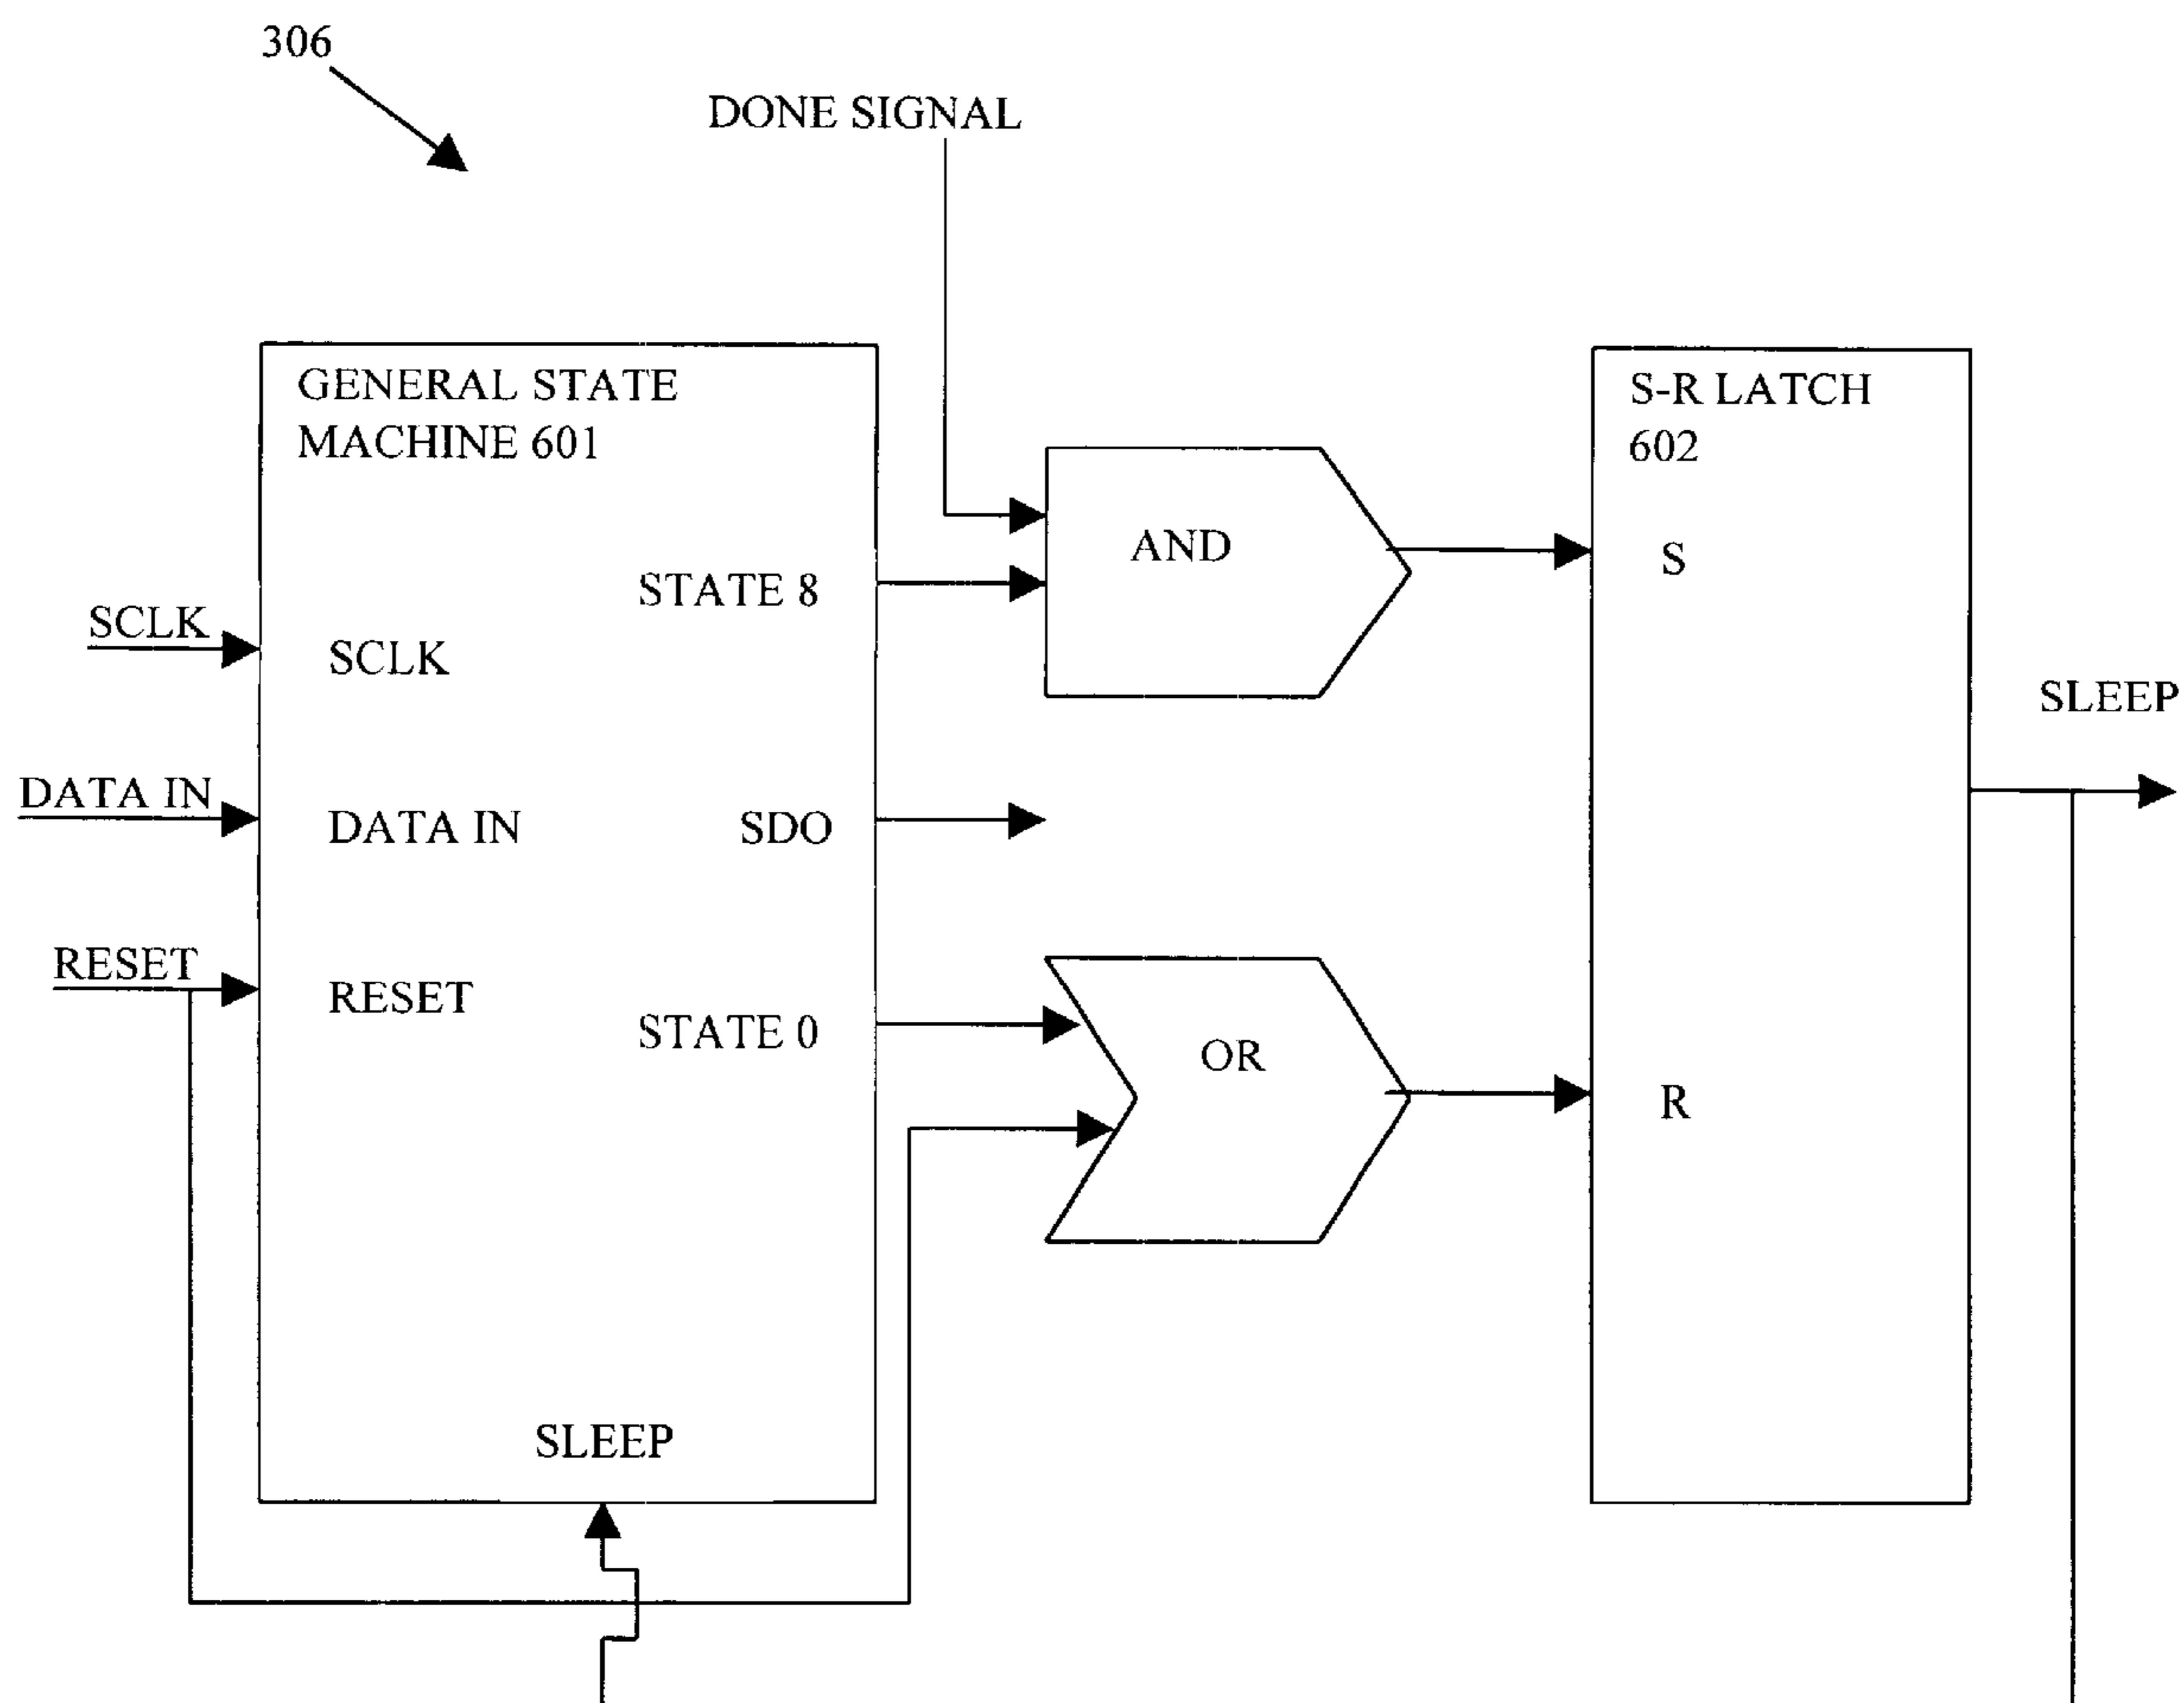 306
DONE SIGNAL
GENERAL STATE
MACHINE 601
S-R LATCH
602
AND
S
STATE 8
SCLK
SCLK
SLEEP
DATA IN
DATA IN
SDO
RESET
RESET
STATE 0
OR
R
SLEEP